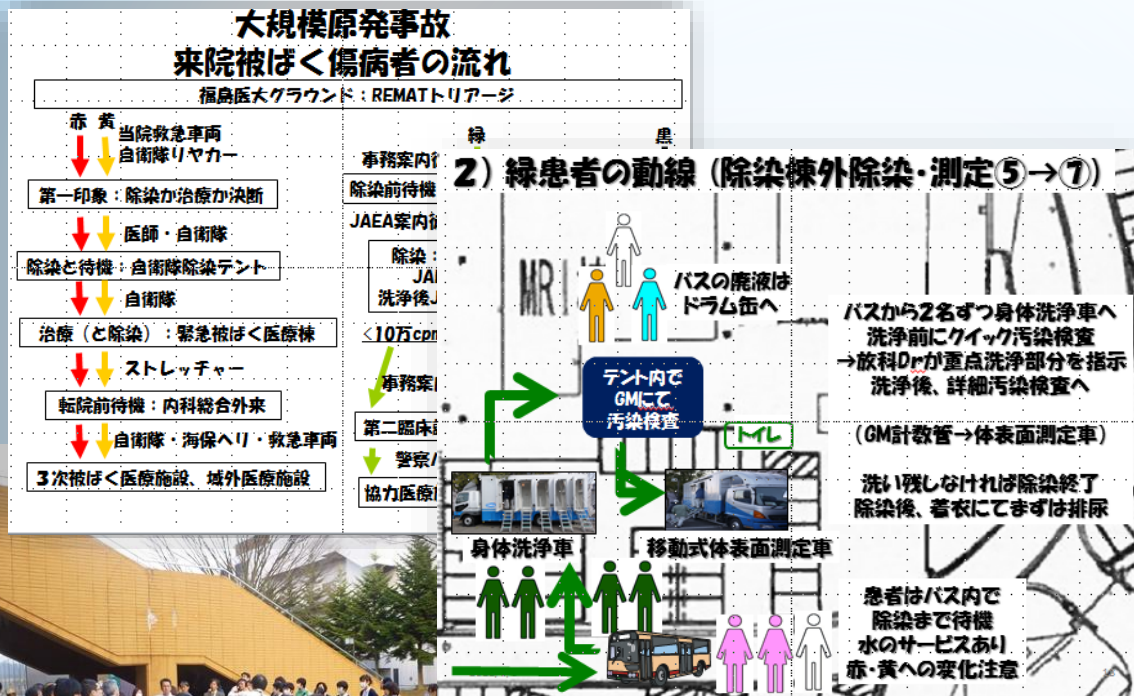 大規模原発事故
来院被ばく傷病者の流れ
福島医大グラウンド：REMATトリアージ
赤 黄
当院救急車両
自衛隊リヤカー
第一印象：除染か治療か決断
医師・自衛隊
除染と待機：自衛隊除染テント
自衛隊
治療（と除染）：緊急被ばく医療棟
ストレッチャー
転院前待機：内科総合外来
自衛隊・海保ヘリ・救急車両
３次被ばく医療施設、域外医療施設
緑
黒
事務案内
除染前待機
JAEA案内
除染：
JA
洗浄後J
<10万cpm
事務案
第二臨床
警察
協力医療
２）緑患者の動線（除染棟外除染・測定⑤→⑦）
MRI
バスの廃液は
ドラム缶へ
テント内で
GMにて
汚染検査
トイレ
身体洗浄車
移動式体表面測定車
バスから２名ずつ身体洗浄車へ
洗浄前にクイック汚染検査
→放科Drが重点洗浄部分を指示
洗浄後、詳細汚染検査へ
（GM計数管→体表面測定車）
洗い残しなければ除染終了
除染後、着衣にてまずは排尿
患者はバス内で
除染まで待機
水のサービスあり
赤・黄への変化注意